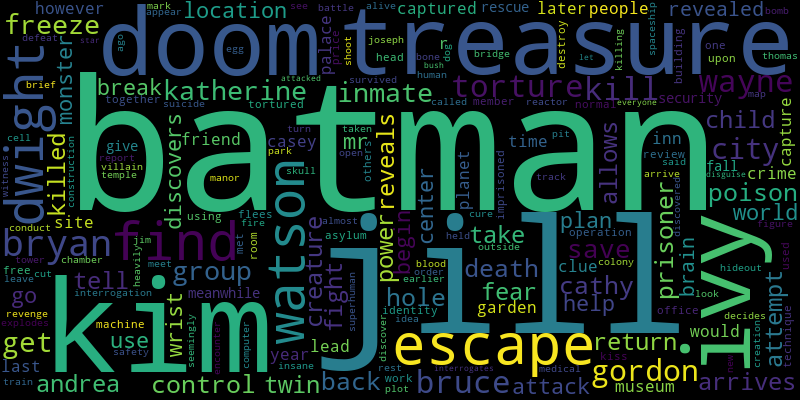 however mark ago alive captured rescue later people revealed
freeze defeat star doom treasure location battle appear joseph head see shoot destroy spaceship bomb
monster egg palace r dog bone bush human bridge killing let building one upon thomas
dwight brief break katherine inmate attacked torture kill wayne
together suicide tortured called member reactor normal everyone security map
cell killed construction discovers give friend casey mr turn taken time pit child capture
batman
park others open inn review said city crime
witness report villain temple manor skull reveals imprisoned allows track fall disguise arrive
conduct site using flees fire planet poison
tower chamber jim met room almost center power plan operation prisoner discovered world figure
bryan find watson asylum held cure outside take save
free leave cut tell heavily meet group creature fight superhuman begin blood order earlier death clue colony brain hideout used
go interrogation meanwhile identity hole fear cathy help look attempt technique
kim jill ivy
revenge explodes machine wrist seemingly encounter year idea garden office decides creation
get use safety computer lead discover escape return would new
last insane rest kiss gordon
train andrea control twin back work plot interrogates bruce attack medical museum arrives